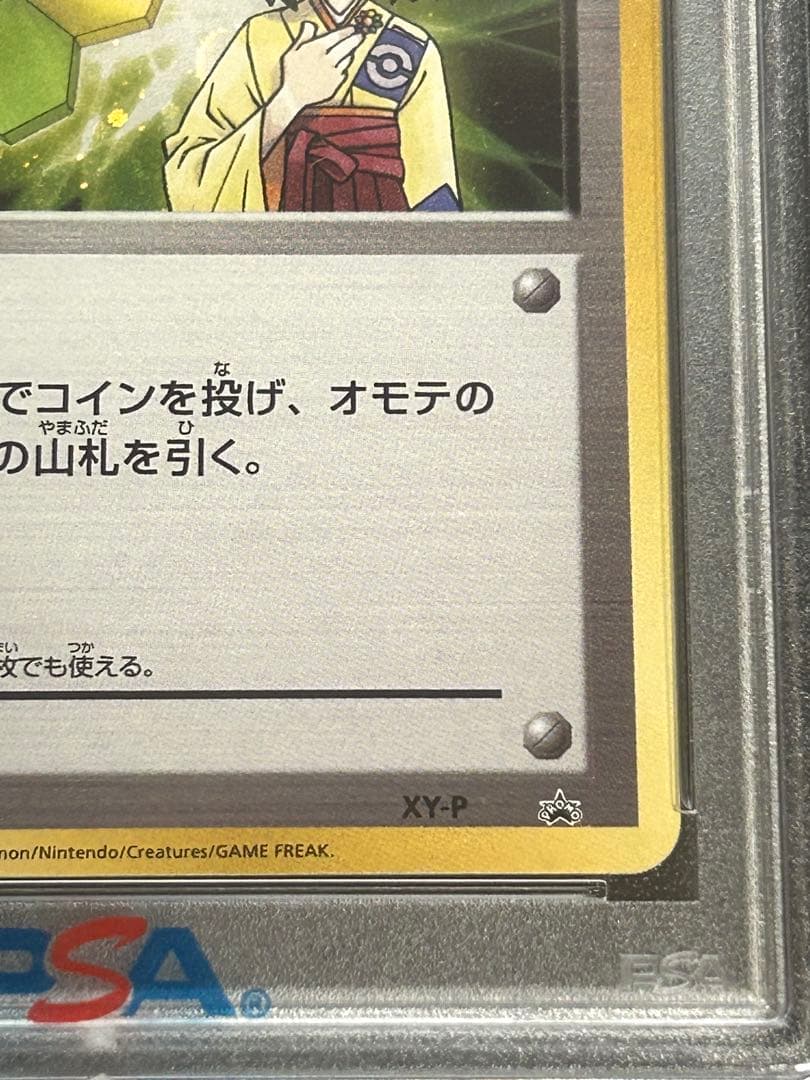 でコインを投げ、オモテの
の山札を引く。
枚でも使える。
XY-P
PROMO
mon/Nintendo/Creatures/GAME FREAK.
PSA®
PSA